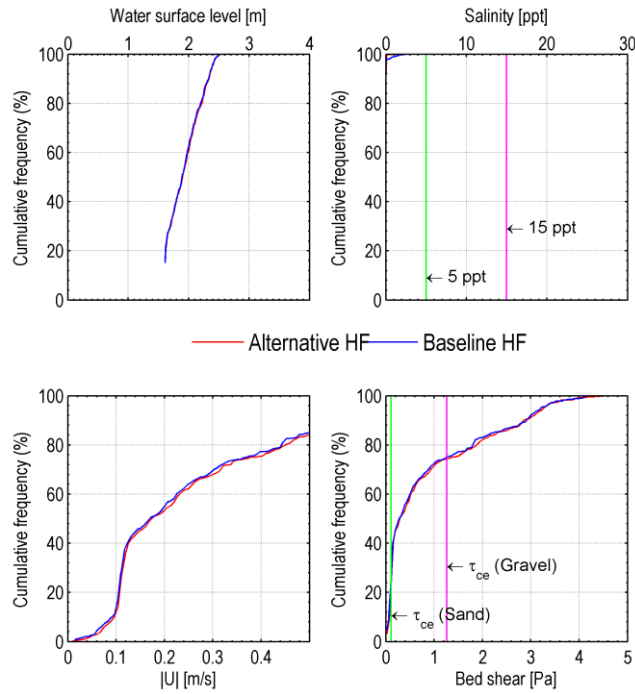 Water surface level [m]
0 1 2 3 4
Cumulative frequency (%)
100
80
60
40
20
0
Salinity [ppt]
0 10 20 30
Cumulative frequency (%)
100
80
60
40
20
0
← 15 ppt
← 5 ppt
Alternative HF
Baseline HF
Cumulative frequency (%)
100
80
60
40
20
0
0 0.1 0.2 0.3 0.4
|U| [m/s]
Cumulative frequency (%)
100
80
60
40
20
0
← τce (Gravel)
← τce (Sand)
0 1 2 3 4 5
Bed shear [Pa]